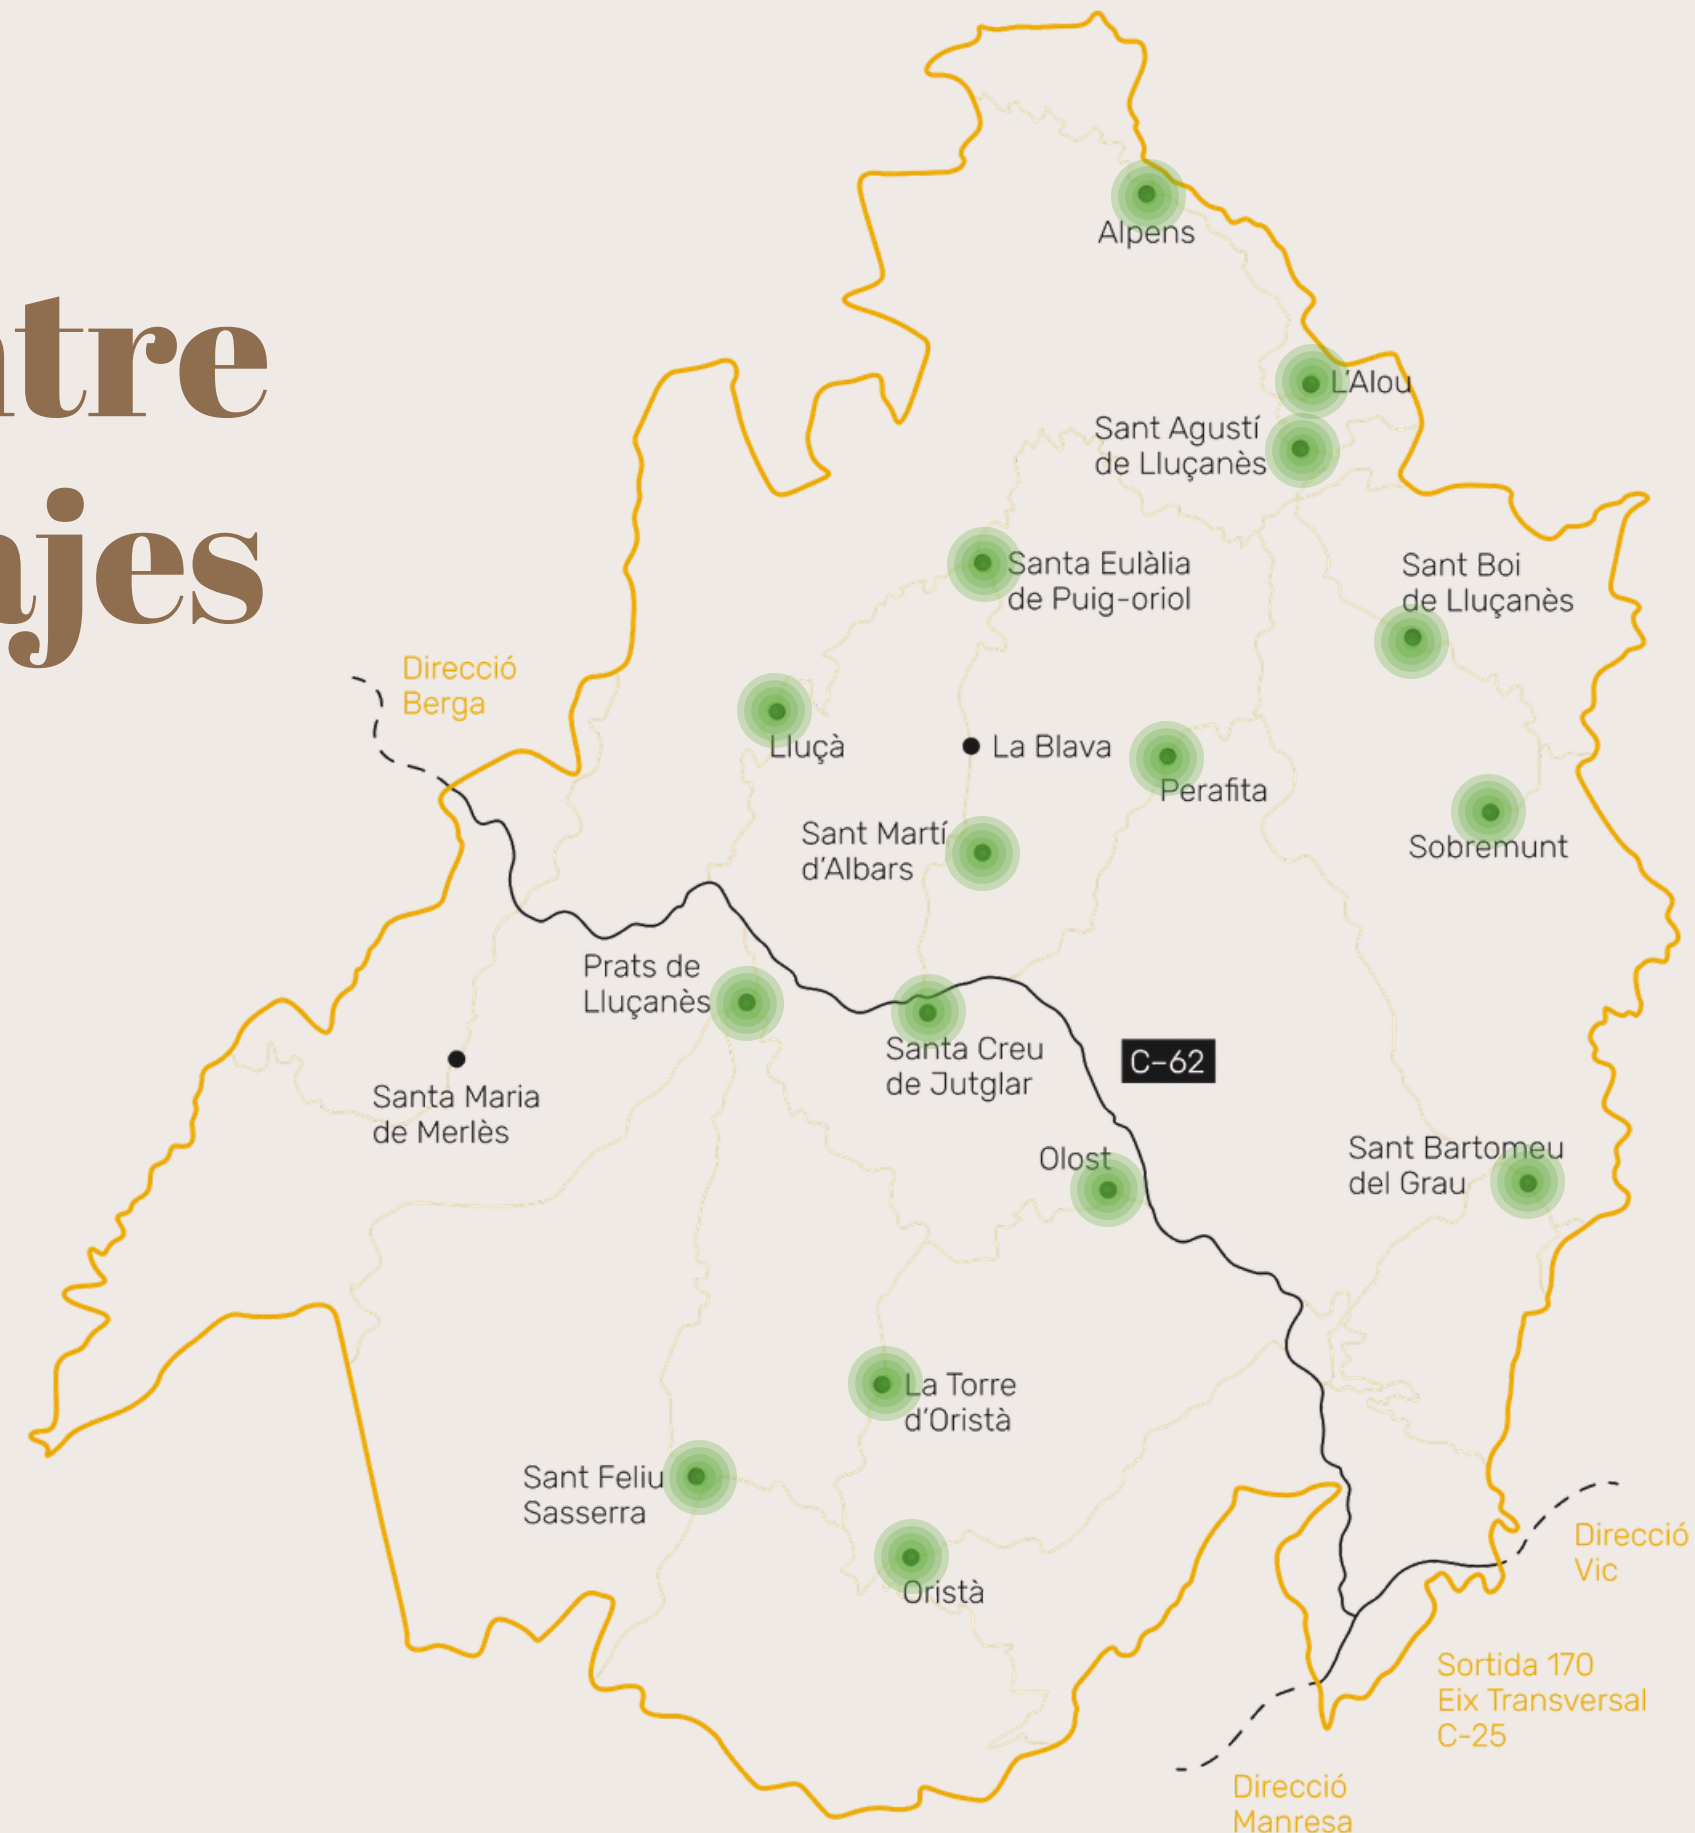 Alpens
L'Alou
Sant Agustí
de Lluçanès
Santa Eulàlia
de Puig-oriol
Sant Boi
de Lluçanès
Direcció
Berga
Lluçà
La Blava
Perafita
Sant Martí
d'Albars
Sobremunt
Prats de
Lluçanès
Santa Creu
de Jutglar
C-62
Santa Maria
de Merlès
Olost
Sant Bartomeu
del Grau
La Torre
d'Oristà
Sant Feliu
Sasserra
Oristà
Direcció
Vic
Sortida 170
Eix Transversal
C-25
Direcció
Manresa